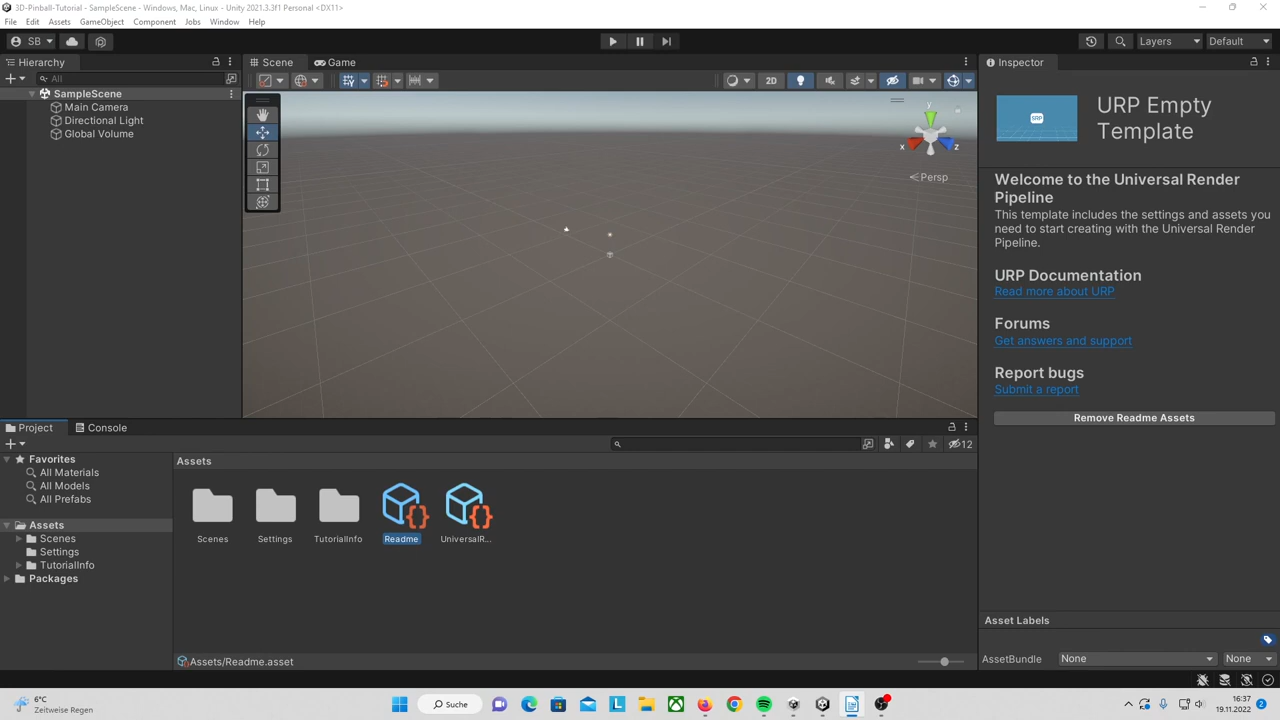 3D-Pinball-Tutorial - SampleScene - Windows, Mac, Linux - Unity 2021.3.3f1 Personal <DX11>
File Edit Assets GameObject Component Jobs Window Help
SB
Layers
Default
Hierarchy
All
SampleScene
Main Camera
Directional Light
Global Volume
Scene
Game
2D
y
x
z
Persp
Inspector
SRP
URP Empty
Template
Welcome to the Universal Render
Pipeline
This template includes the settings and assets you
need to start creating with the Universal Render
Pipeline.
URP Documentation
Read more about URP
Forums
Get answers and support
Report bugs
Submit a report
Remove Readme Assets
Asset Labels
AssetBundle
None
None
Project
Console
12
Favorites
All Materials
All Models
All Prefabs
Assets
Scenes
Settings
TutorialInfo
Packages
Assets
Scenes
Settings
TutorialInfo
Readme
UniversalR...
Assets/Readme.asset
6°C
Zeitweise Regen
Suche
L
16:37
19.11.2022
2